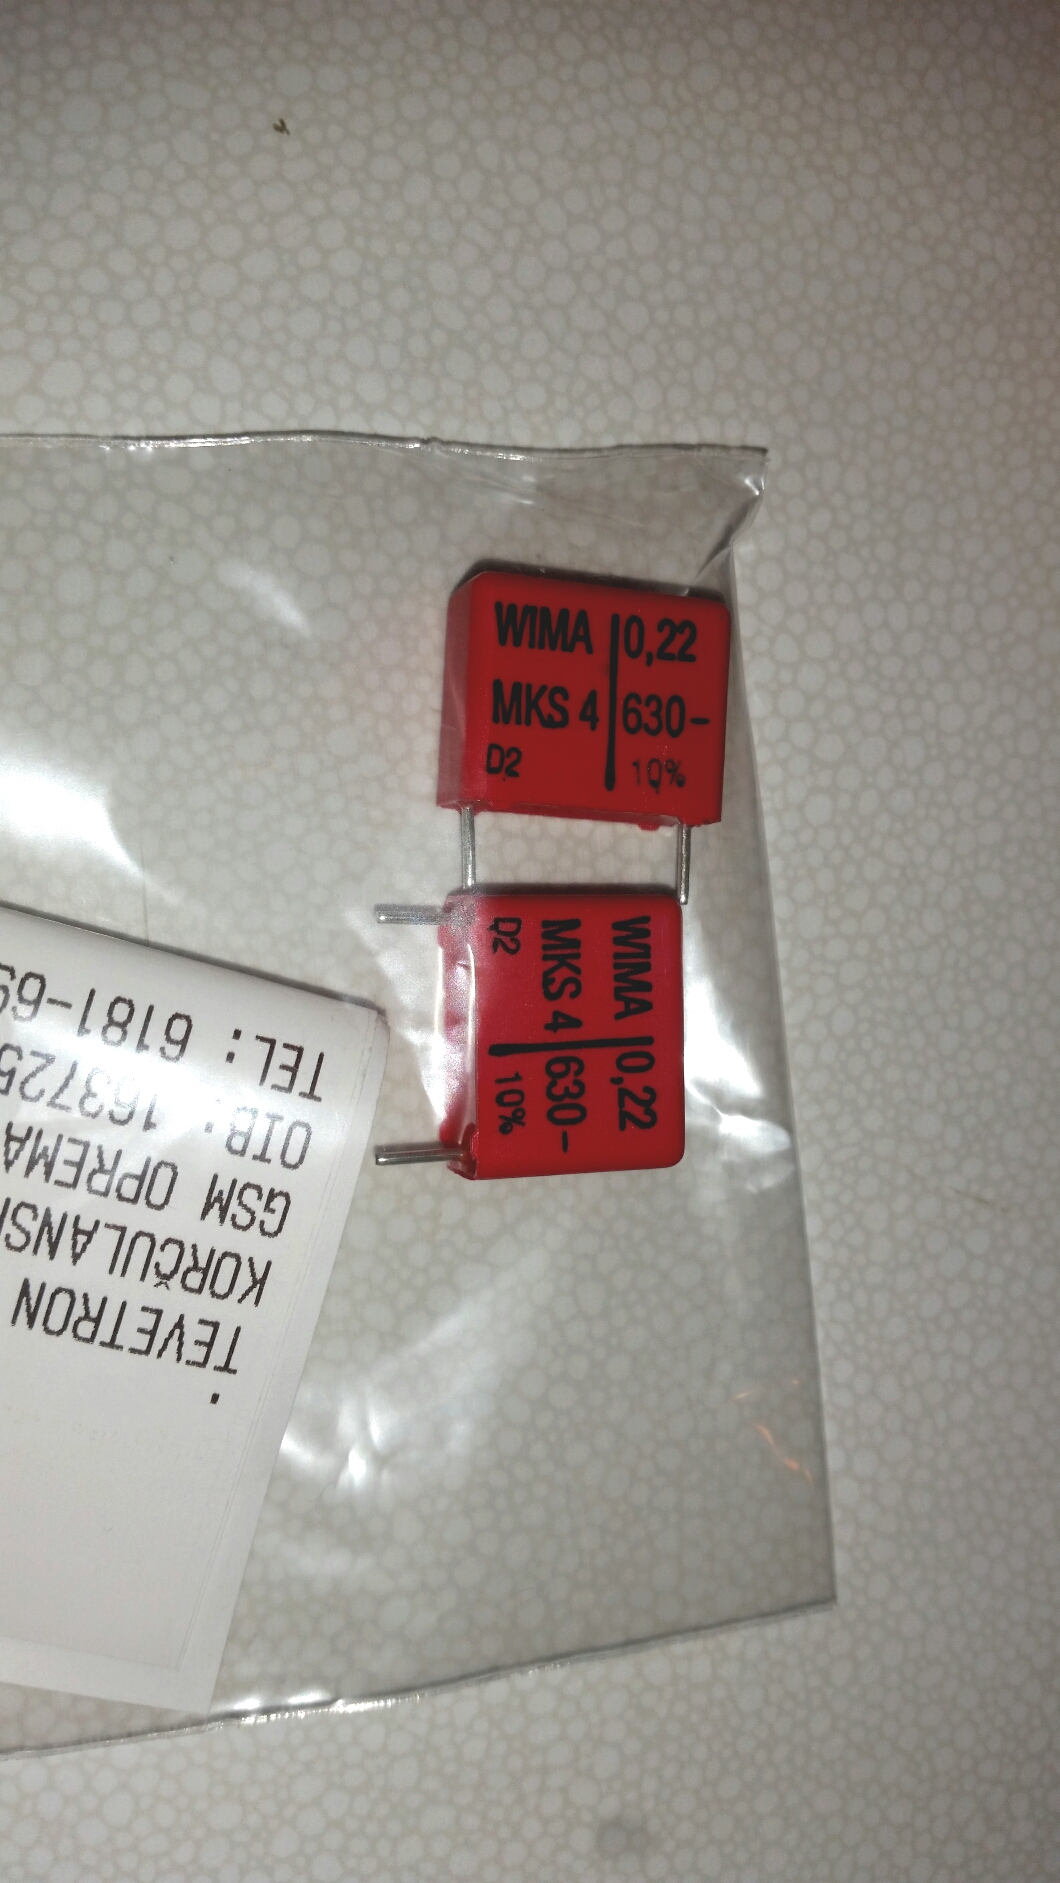 WIMA 0,22
MKS 4 630-
D2 10%
WIMA 0,22
MKS 4 630-
D2 10%
.
TEVETRON
GSM OPREMA
OIB:
TEL: 6181-